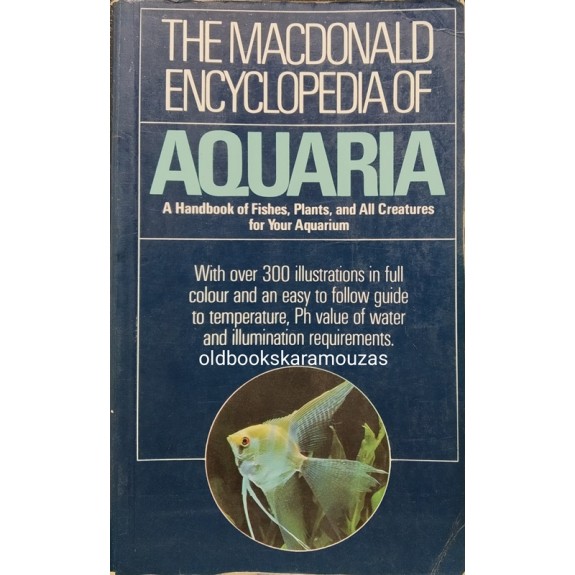 THE MACDONALD
ENCYCLOPEDIA OF
AQUARIA
A Handbook of Fishes, Plants, and All Creatures
for Your Aquarium
With over 300 illustrations in full
colour and an easy to follow guide
to temperature, Ph value of water
and illumination requirements.
oldbookskaramouzas